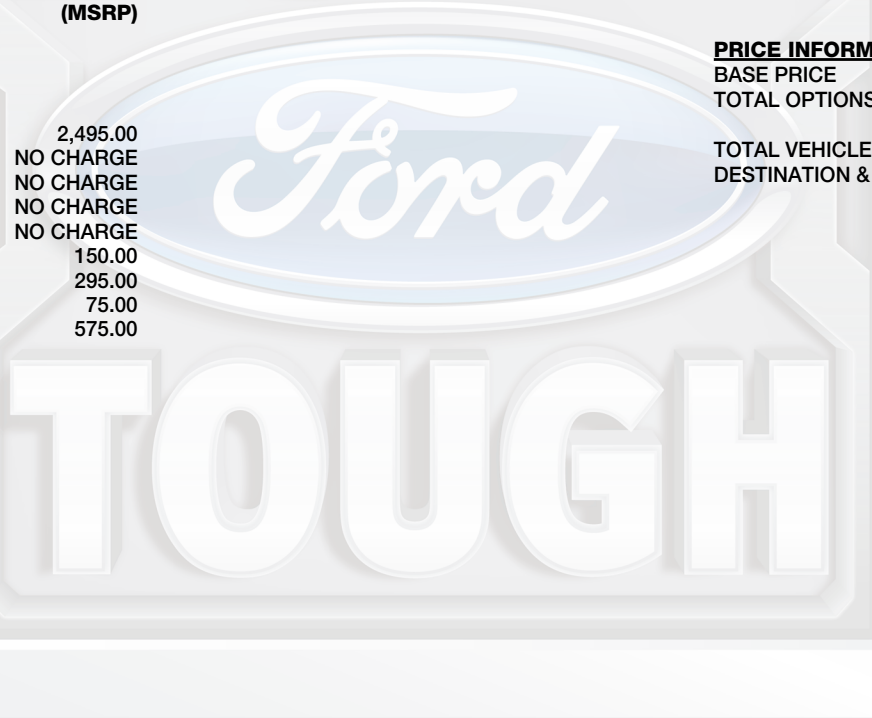 (MSRP)
2,495.00
NO CHARGE
NO CHARGE
NO CHARGE
NO CHARGE
150.00
295.00
75.00
575.00
PRICE INFORM
BASE PRICE
TOTAL OPTIONS
TOTAL VEHICLE
DESTINATION &
Ford
TOUGH